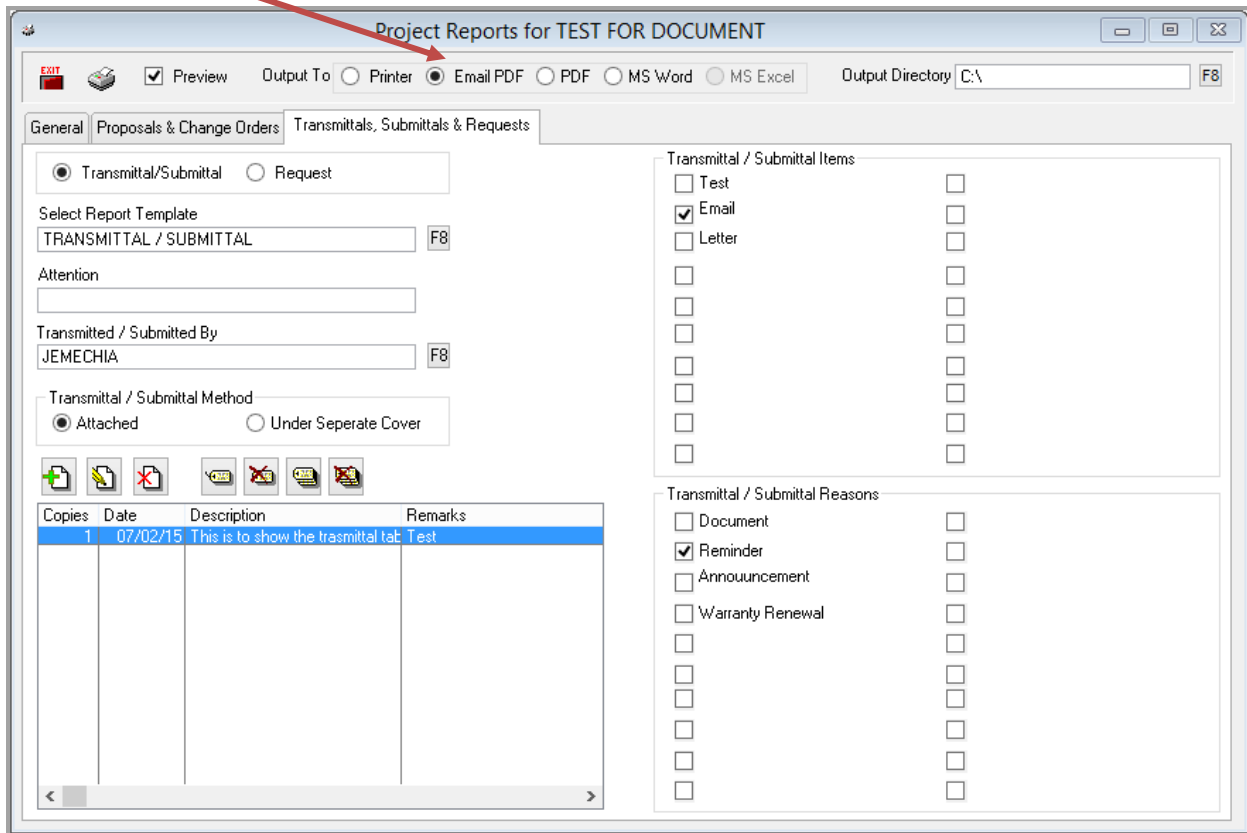 Project Reports for TEST FOR DOCUMENT
EXIT Preview Output To Printer Email PDF PDF MS Word MS Excel Output Directory C:\ F8
General Proposals & Change Orders Transmittals, Submittals & Requests
Transmittal/Submittal Request
Select Report Template
TRANSMITTAL / SUBMITTAL F8
Attention
Transmitted / Submitted By
JEMECHIA F8
Transmittal / Submittal Method
Attached Under Seperate Cover
Copies Date Description Remarks
1 07/02/15 This is to show the trasmittal tab Test
Transmittal / Submittal Items
Test
Email
Letter
Transmittal / Submittal Reasons
Document
Reminder
Annouuncement
Warranty Renewal